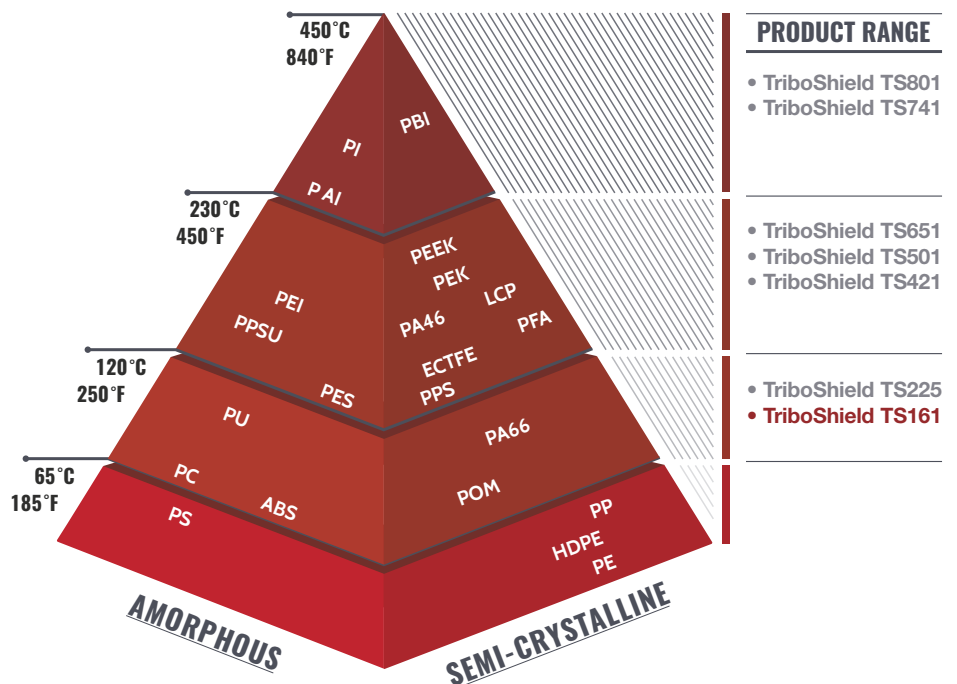 450°C
840°F
PRODUCT RANGE
• TriboShield TS801
• TriboShield TS741
PBI
PI
PAI
230°C
450°F
• TriboShield TS651
• TriboShield TS501
• TriboShield TS421
PEEK
PEK
LCP
PEI
PA46
PFA
PPSU
ECTFE
PPS
PES
120°C
250°F
• TriboShield TS225
• TriboShield TS161
PU
PA66
PC
POM
ABS
65°C
185°F
PS
PP
HDPE
PE
AMORPHOUS
SEMI-CRYSTALLINE